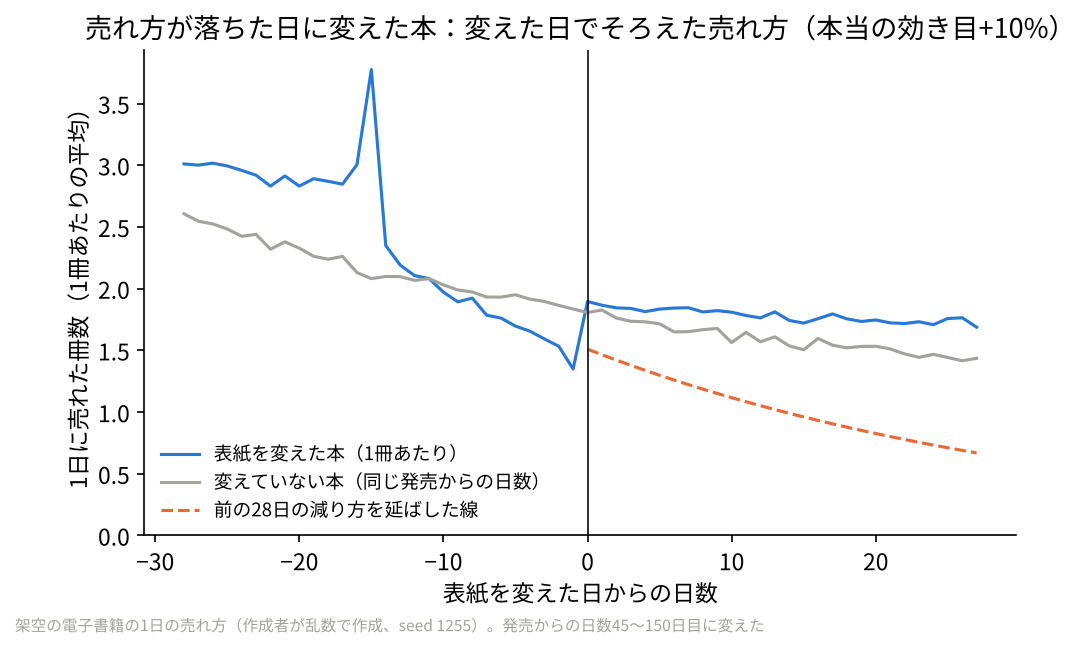 売れ方が落ちた日に変えた本：変えた日でそろえた売れ方（本当の効き目+10%）
1日に売れた冊数（1冊あたりの平均）
3.5
3.0
2.5
2.0
1.5
1.0
0.5
0.0
表紙を変えた本（1冊あたり）
変えていない本（同じ発売からの日数）
前の28日の減り方を延ばした線
−30 −20 −10 0 10 20
表紙を変えた日からの日数
架空の電子書籍の1日の売れ方（作成者が乱数で作成、seed 1255）。発売からの日数45〜150日目に変えた